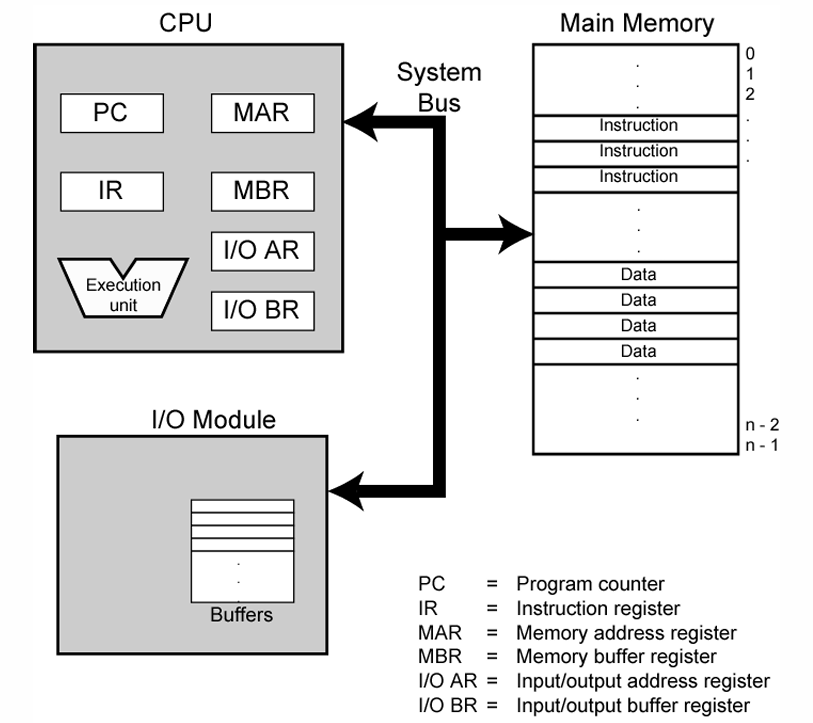 CPU
PC
MAR
IR
MBR
I/O AR
I/O BR
Execution
unit
System
Bus
Main Memory
0
1
2
.
.
.
.
.
.
Instruction
Instruction
Instruction
.
.
.
Data
Data
Data
Data
.
.
.
n - 2
n - 1
I/O Module
.
.
.
Buffers
PC = Program counter
IR = Instruction register
MAR = Memory address register
MBR = Memory buffer register
I/O AR = Input/output address register
I/O BR = Input/output buffer register